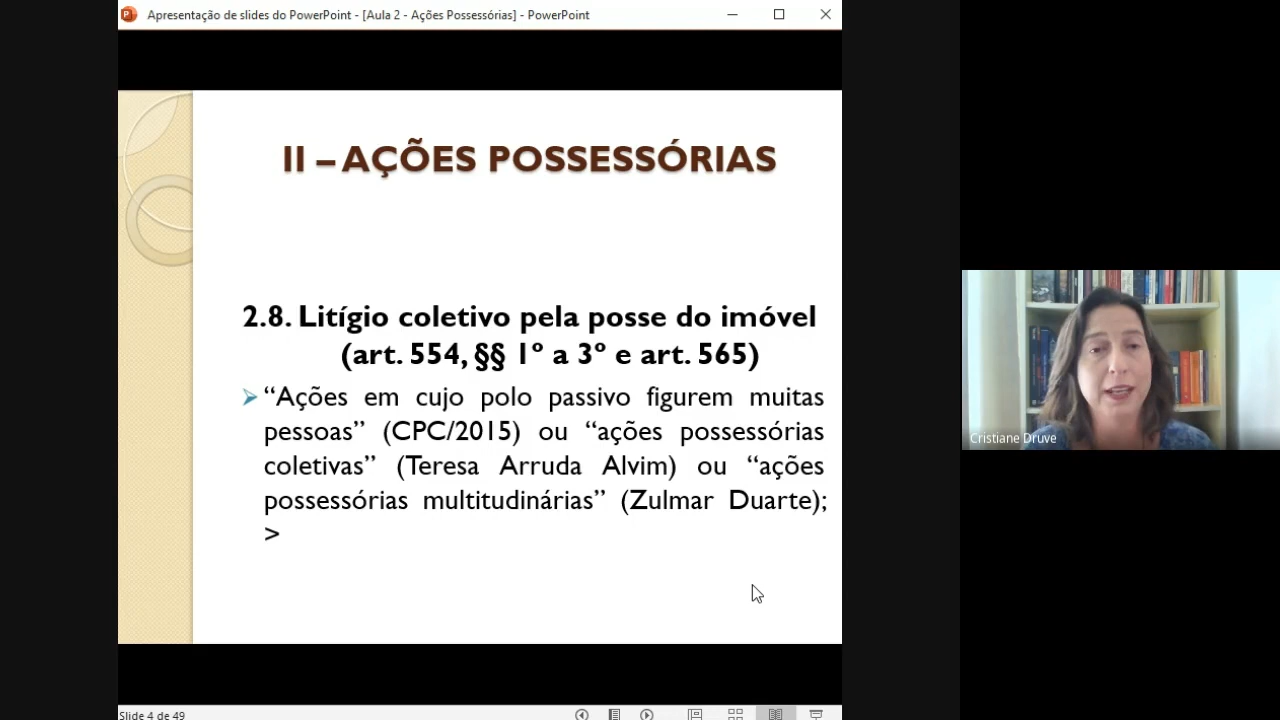 Apresentação de slides do PowerPoint - [Aula 2 - Ações Possessórias] - PowerPoint
II – AÇÕES POSSESSÓRIAS
2.8. Litígio coletivo pela posse do imóvel
(art. 554, §§ 1º a 3º e art. 565)
“Ações em cujo polo passivo figurem muitas
pessoas” (CPC/2015) ou “ações possessórias
coletivas” (Teresa Arruda Alvim) ou “ações
possessórias multitudinárias” (Zulmar Duarte);
>
Cristiane Druve
Slide 4 de 49